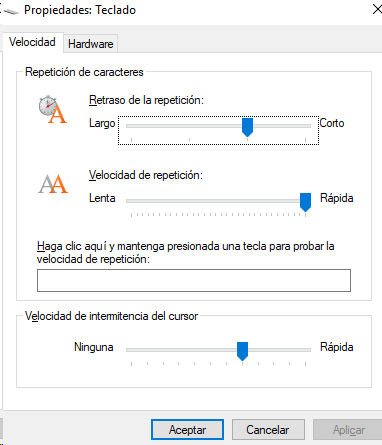 Propiedades: Teclado
Velocidad Hardware
Repetición de caracteres
Retraso de la repetición:
Largo Corto
Velocidad de repetición:
Lenta Rápida
Haga clic aquí y mantenga presionada una tecla para probar la
velocidad de repetición:
Velocidad de intermitencia del cursor
Ninguna Rápida
Aceptar Cancelar Aplicar